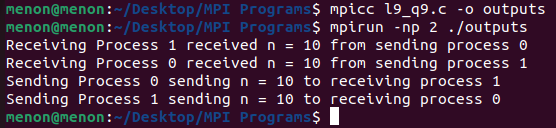 menon@menon:~/Desktop/MPI Programs$ mpicc l9_q9.c -o outputs
menon@menon:~/Desktop/MPI Programs$ mpirun -np 2 ./outputs
Receiving Process 1 received n = 10 from sending process 0
Receiving Process 0 received n = 10 from sending process 1
Sending Process 0 sending n = 10 to receiving process 1
Sending Process 1 sending n = 10 to receiving process 0
menon@menon:~/Desktop/MPI Programs$